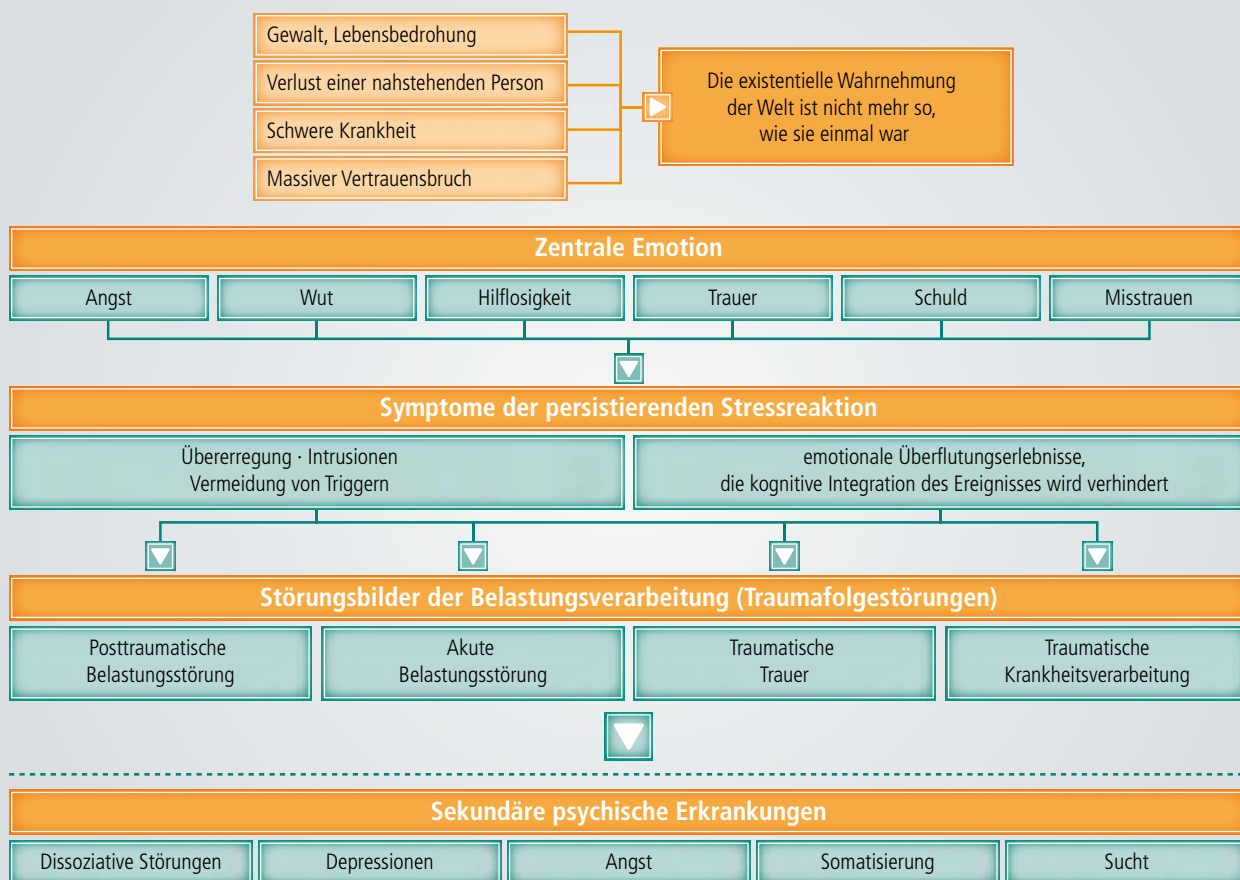 Gewalt, Lebensbedrohung
Verlust einer nahstehenden Person
Schwere Krankheit
Massiver Vertrauensbruch
Die existentielle Wahrnehmung
der Welt ist nicht mehr so,
wie sie einmal war
Zentrale Emotion
Angst
Wut
Hilflosigkeit
Trauer
Schuld
Misstrauen
Symptome der persistierenden Stressreaktion
Übererregung · Intrusionen
Vermeidung von Triggern
emotionale Überflutungserlebnisse,
die kognitive Integration des Ereignisses wird verhindert
Störungsbilder der Belastungsverarbeitung (Traumafolgestörungen)
Posttraumatische
Belastungsstörung
Akute
Belastungsstörung
Traumatische
Trauer
Traumatische
Krankheitsverarbeitung
Sekundäre psychische Erkrankungen
Dissoziative Störungen
Depressionen
Angst
Somatisierung
Sucht